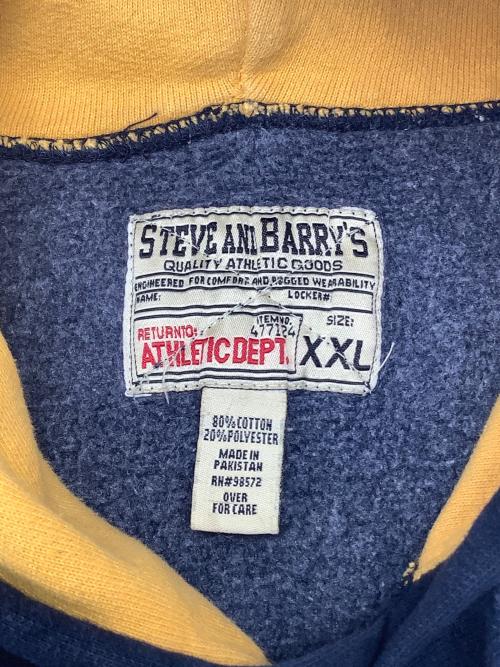 STEVE AND BARRY'S
QUALITY ATHLETIC GOODS
ENGINEERED FOR COMFORT AND RUGGED WEARABILITY
NAME: LOCKER#
ITEM NO. SIZE:
477124
RETURN TO:
ATHLETIC DEPT. XXL
80% COTTON
20% POLYESTER
MADE IN
PAKISTAN
RN#98572
OVER
FOR CARE